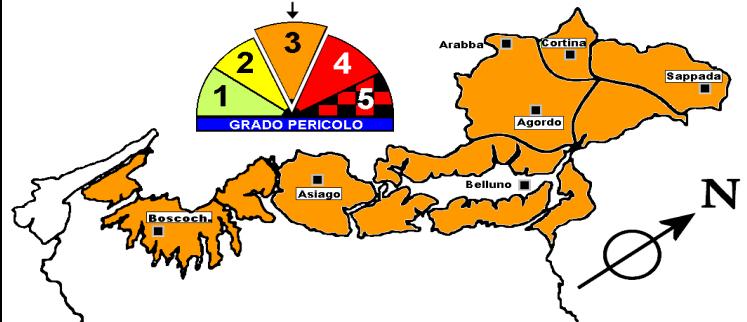 3
2
4
1
5
GRADO PERICOLO
Arabba
Cortina
Sappada
Agordo
Belluno
Asiago
Boscoch.
N